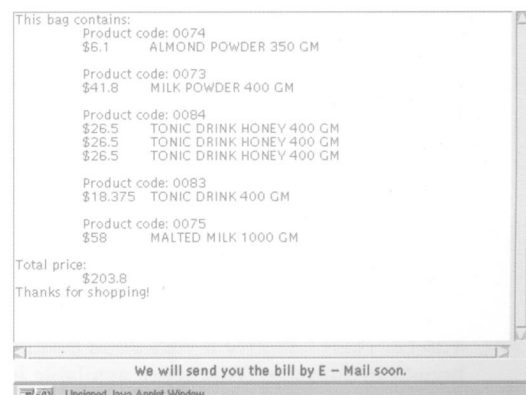 This bag contains:
Product code: 0074
$6.1 ALMOND POWDER 350 GM
Product code: 0073
$41.8 MILK POWDER 400 GM
Product code: 0084
$26.5 TONIC DRINK HONEY 400 GM
$26.5 TONIC DRINK HONEY 400 GM
$26.5 TONIC DRINK HONEY 400 GM
Product code: 0083
$18.375 TONIC DRINK 400 GM
Product code: 0075
$58 MALTED MILK 1000 GM
Total price:
$203.8
Thanks for shopping!
We will send you the bill by E – Mail soon.
Unsigned Java Applet Window